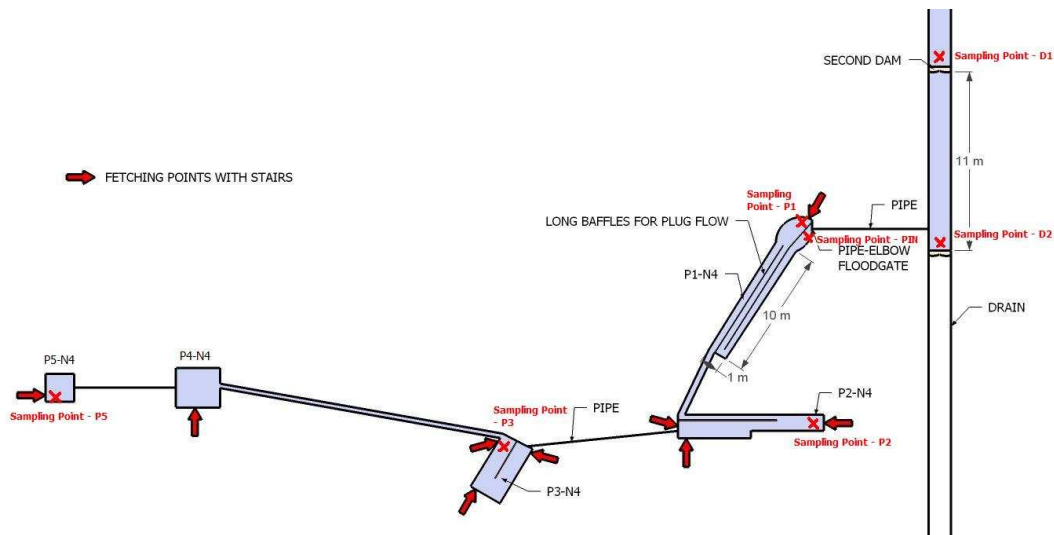 Sampling Point - D1
SECOND DAM
11 m
FETCHING POINTS WITH STAIRS
Sampling
Point - P1
PIPE
LONG BAFFLES FOR PLUG FLOW
Sampling Point - D2
Sampling Point - PIN
PIPE-ELBOW
FLOODGATE
P1-N4
DRAIN
10 m
P5-N4
P4-N4
1 m
P2-N4
Sampling Point - P5
Sampling Point
- P3
PIPE
Sampling Point - P2
P3-N4